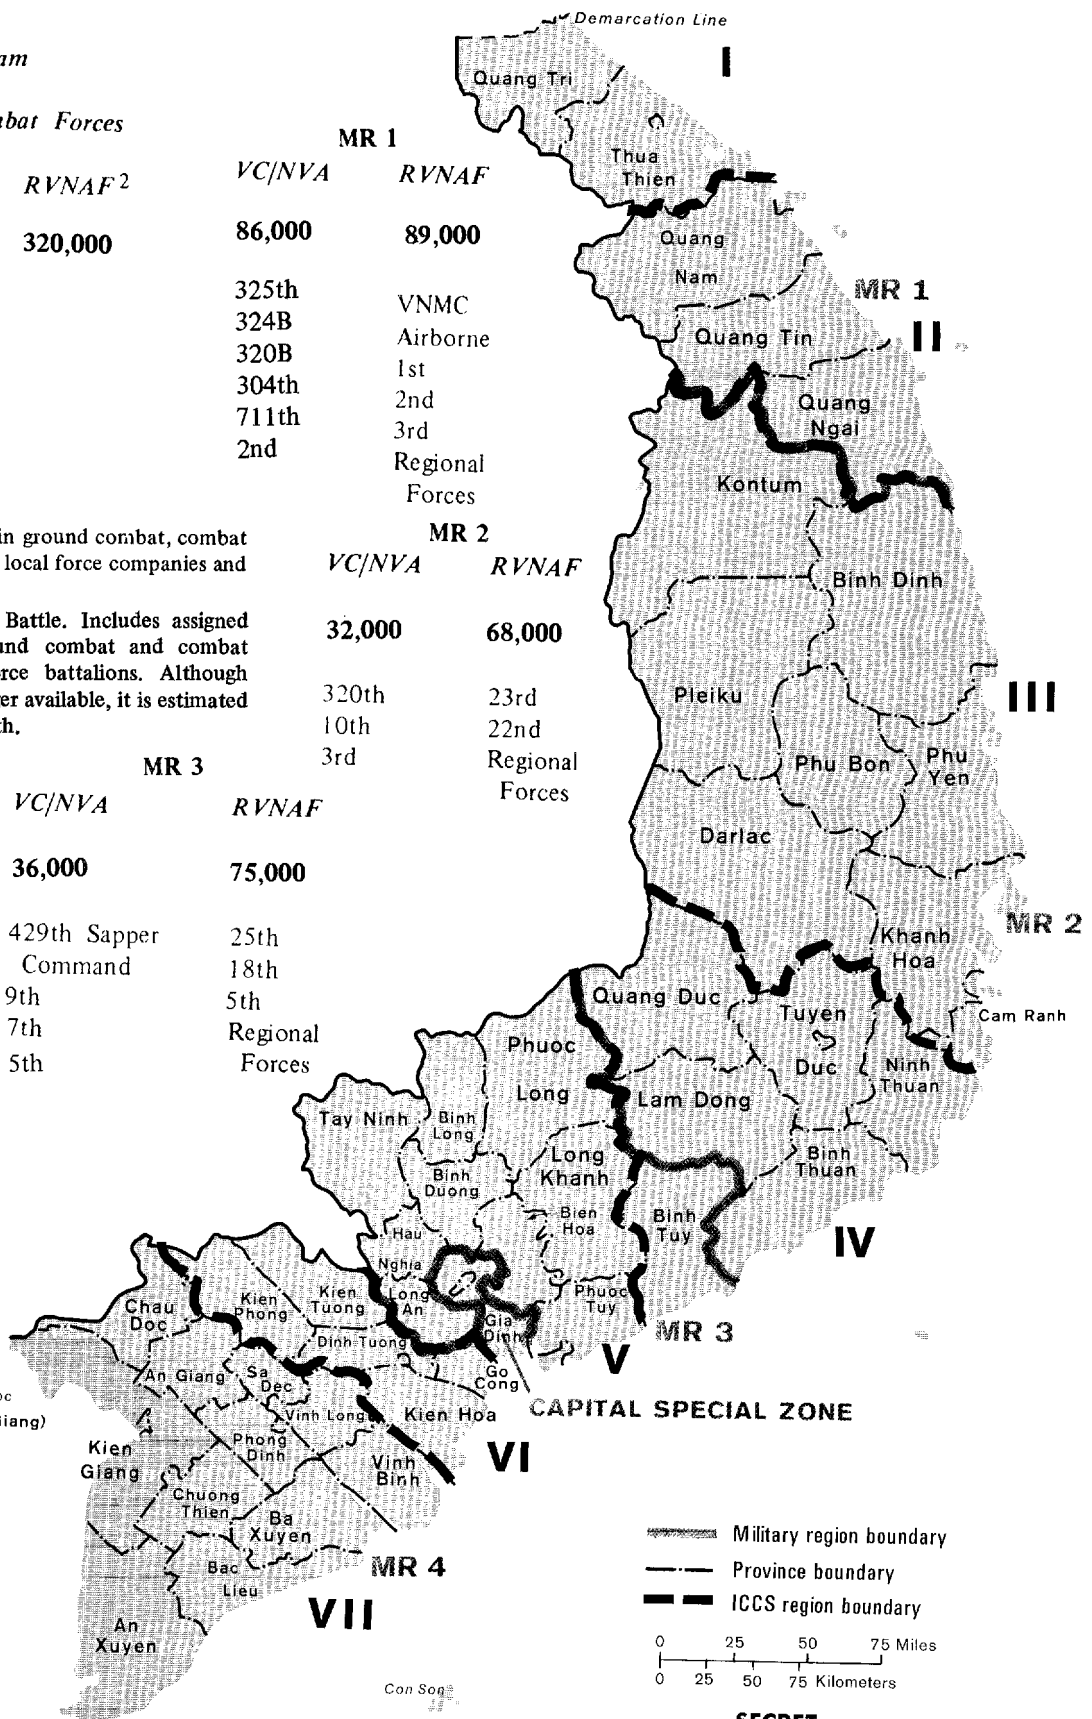 am
bat Forces
RVNAF²
320,000
MR 1
VC/NVA RVNAF
86,000 89,000
325th
324B
320B
304th
711th
2nd
VNMC
Airborne
1st
2nd
3rd
Regional
Forces
in ground combat, combat
local force companies and
Battle. Includes assigned
und combat and combat
rce battalions. Although
er available, it is estimated
th.
MR 2
VC/NVA RVNAF
32,000 68,000
320th
10th
3rd
23rd
22nd
Regional
Forces
MR 3
VC/NVA RVNAF
36,000 75,000
429th Sapper
Command
9th
7th
5th
25th
18th
5th
Regional
Forces
Demarcation Line
I
Quang Tri
Thua
Thien
Quang
Nam
MR 1
II
Quang Tin
Quang
Ngai
Kontum
Binh Dinh
III
Pleiku
Phu Bon
Phu
Yen
Darlac
MR 2
Khanh
Hoa
Cam Ranh
Quang Duc
Tuyen
Duc
Ninh
Thuan
Phuoc
Long
Lam Dong
Tay Ninh
Binh
Long
Binh
Thuan
Long
Khanh
Binh
Duong
Bien
Hoa
Binh
Tuy
IV
Hau
Nghia
Long
An
Phuoc
Tuy
Gia
Dinh
MR 3
V
Chau
Doc
Kien
Phong
Kien
Tuong
Dinh Tuong
Go
Cong
CAPITAL SPECIAL ZONE
An Giang
Sa
Dec
Vinh Long
Kien Hoa
VI
oc
iang)
Kien
Giang
Phong
Dinh
Vinh
Binh
Chuong
Thien
Ba
Xuyen
MR 4
Bac
Lieu
VII
An
Xuyen
Con Son
Military region boundary
Province boundary
ICCS region boundary
0 25 50 75 Miles
0 25 50 75 Kilometers
SECRET